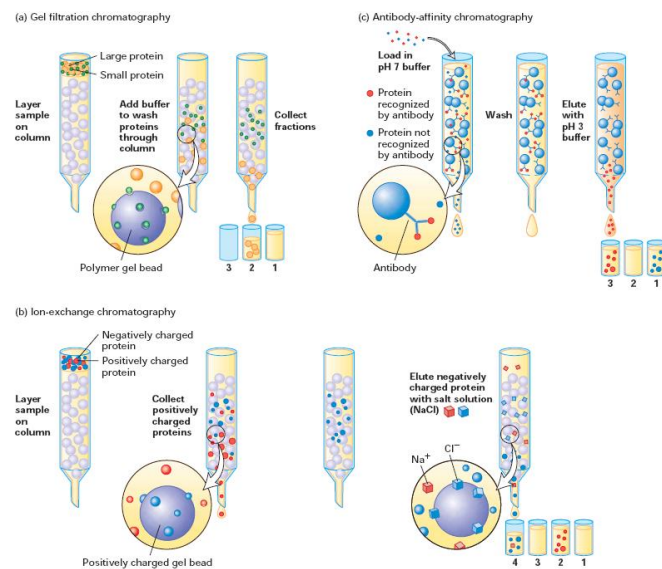 (a) Gel filtration chromatography
Large protein
Small protein
Layer
sample
on
column
Add buffer
to wash
proteins
through
column
Collect
fractions
Polymer gel bead
3 2 1
(c) Antibody-affinity chromatography
Load in
pH 7 buffer
Protein
recognized
by antibody
Protein not
recognized
by antibody
Wash
Elute
with
pH 3
buffer
Antibody
3 2 1
(b) Ion-exchange chromatography
Negatively charged
protein
Positively charged
protein
Layer
sample
on
column
Collect
positively
charged
proteins
Positively charged gel bead
Elute negatively
charged protein
with salt solution
(NaCl)
Na+
Cl−
4 3 2 1